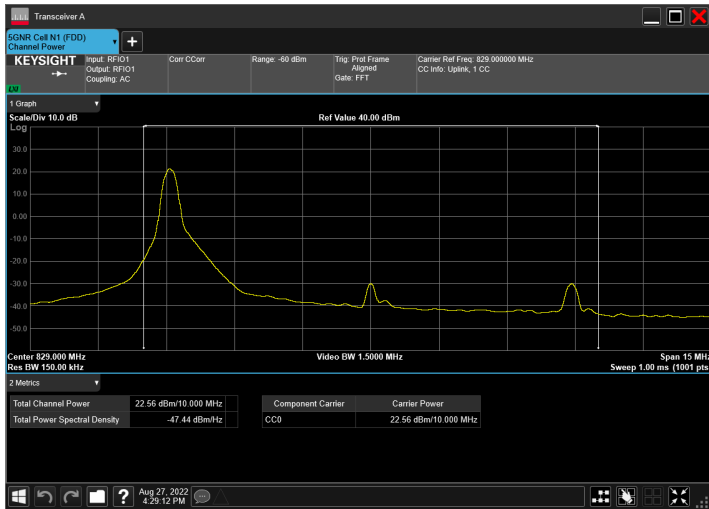 Transceiver A
5GNR Cell N1 (FDD)
Channel Power
+
KEYSIGHT
LXI
Input: RFIO1
Output: RFIO1
Coupling: AC
Corr CCorr
Range: -60 dBm
Trig: Prot Frame
Aligned
Gate: FFT
Carrier Ref Freq: 829.000000 MHz
CC Info: Uplink, 1 CC
1 Graph
Scale/Div 10.0 dB
Ref Value 40.00 dBm
Log
30.0
20.0
10.0
0.00
-10.0
-20.0
-30.0
-40.0
-50.0
Center 829.000 MHz
Video BW 1.5000 MHz
Span 15 MHz
Res BW 150.00 kHz
Sweep 1.00 ms (1001 pts
2 Metrics
Total Channel Power 22.56 dBm/10.000 MHz
Total Power Spectral Density -47.44 dBm/Hz
Component Carrier Carrier Power
CC0 22.56 dBm/10.000 MHz
?
Aug 27, 2022
4:29:12 PM